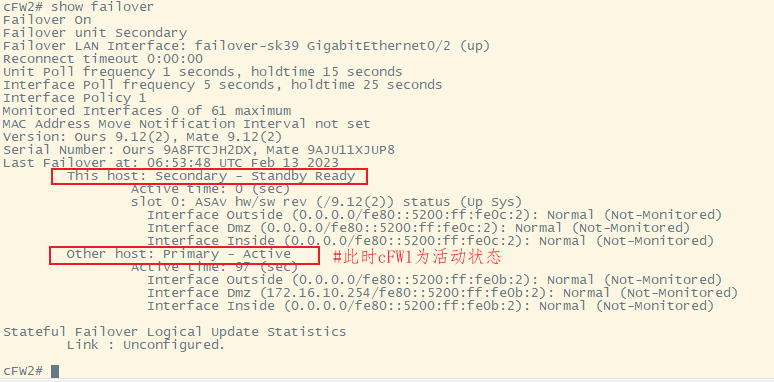 cFW2# show failover
Failover On
Failover unit Secondary
Failover LAN Interface: failover-sk39 GigabitEthernet0/2 (up)
Reconnect timeout 0:00:00
Unit Poll frequency 1 seconds, holdtime 15 seconds
Interface Poll frequency 5 seconds, holdtime 25 seconds
Interface Policy 1
Monitored Interfaces 0 of 61 maximum
MAC Address Move Notification Interval not set
Version: Ours 9.12(2), Mate 9.12(2)
Serial Number: Ours 9A8FTCJH2DX, Mate 9AJU11XJUP8
Last Failover at: 06:53:48 UTC Feb 13 2023
This host: Secondary - Standby Ready
Active time: 0 (sec)
slot 0: ASAv hw/sw rev (/9.12(2)) status (Up Sys)
Interface Outside (0.0.0.0/fe80::5200:ff:fe0c:2): Normal (Not-Monitored)
Interface Dmz (0.0.0.0/fe80::5200:ff:fe0c:2): Normal (Not-Monitored)
Interface Inside (0.0.0.0/fe80::5200:ff:fe0c:2): Normal (Not-Monitored)
Other host: Primary - Active #此时cFW1为活动状态
Active time: 97 (sec)
Interface Outside (0.0.0.0/fe80::5200:ff:fe0b:2): Normal (Not-Monitored)
Interface Dmz (172.16.10.254/fe80::5200:ff:fe0b:2): Normal (Not-Monitored)
Interface Inside (0.0.0.0/fe80::5200:ff:fe0b:2): Normal (Not-Monitored)
Stateful Failover Logical Update Statistics
Link : Unconfigured.
cFW2#